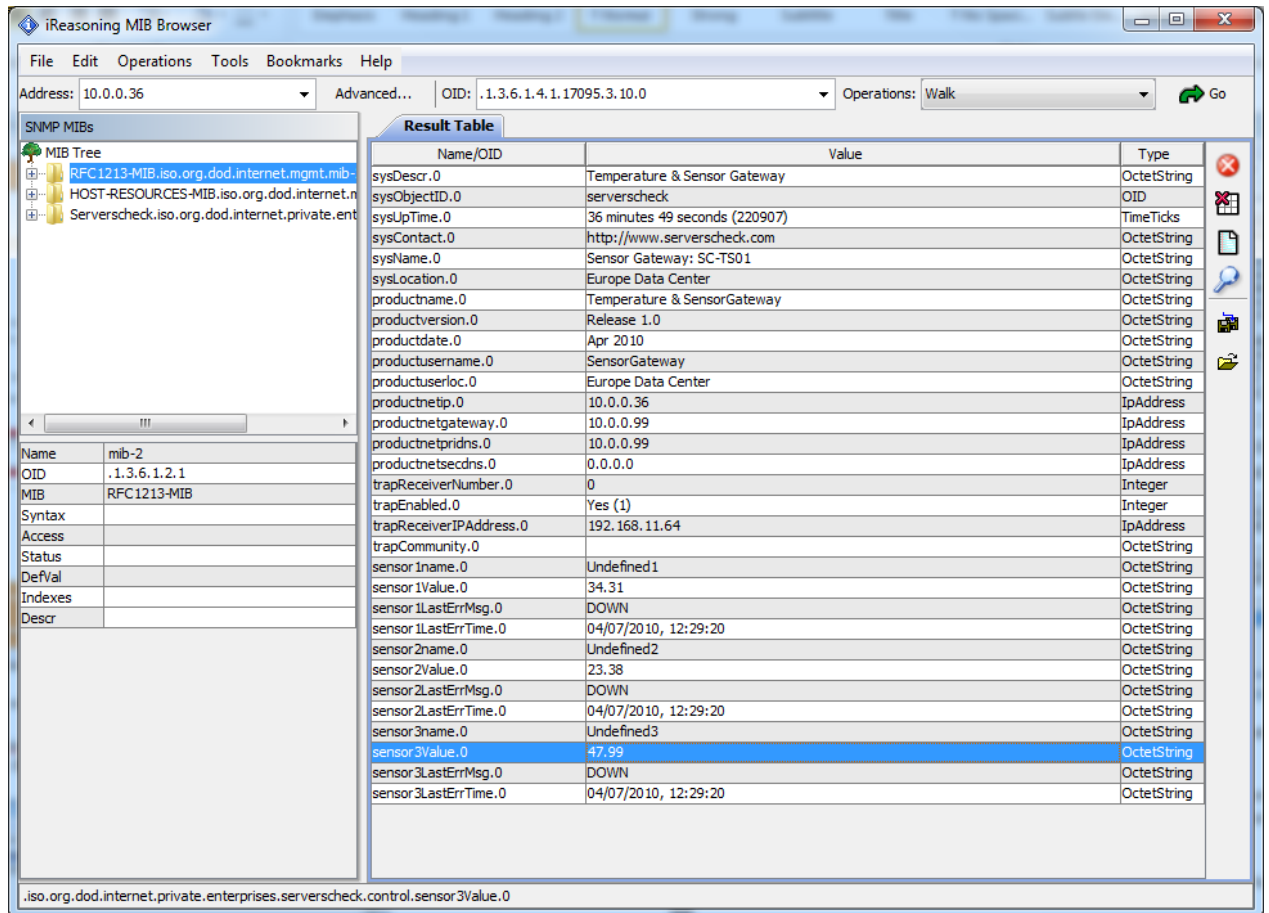 iReasoning MIB Browser
File Edit Operations Tools Bookmarks Help
Address: 10.0.0.36 Advanced... OID: .1.3.6.1.4.1.17095.3.10.0 Operations: Walk Go
SNMP MIBs
MIB Tree
RFC1213-MIB.iso.org.dod.internet.mgmt.mib-
HOST-RESOURCES-MIB.iso.org.dod.internet.m
Serverscheck.iso.org.dod.internet.private.ent
Name mib-2
OID .1.3.6.1.2.1
MIB RFC1213-MIB
Syntax
Access
Status
DefVal
Indexes
Descr
Result Table
Name/OID Value Type
sysDescr.0 Temperature & Sensor Gateway OctetString
sysObjectID.0 serverscheck OID
sysUpTime.0 36 minutes 49 seconds (220907) TimeTicks
sysContact.0 http://www.serverscheck.com OctetString
sysName.0 Sensor Gateway: SC-TS01 OctetString
sysLocation.0 Europe Data Center OctetString
productname.0 Temperature & SensorGateway OctetString
productversion.0 Release 1.0 OctetString
productdate.0 Apr 2010 OctetString
productusername.0 SensorGateway OctetString
productuserloc.0 Europe Data Center OctetString
productnetip.0 10.0.0.36 IpAddress
productnetgateway.0 10.0.0.99 IpAddress
productnetpridns.0 10.0.0.99 IpAddress
productnetsecdns.0 0.0.0.0 IpAddress
trapReceiverNumber.0 0 Integer
trapEnabled.0 Yes (1) Integer
trapReceiverIPAddress.0 192.168.11.64 IpAddress
trapCommunity.0 OctetString
sensor1name.0 Undefined1 OctetString
sensor1Value.0 34.31 OctetString
sensor1LastErrMsg.0 DOWN OctetString
sensor1LastErrTime.0 04/07/2010, 12:29:20 OctetString
sensor2name.0 Undefined2 OctetString
sensor2Value.0 23.38 OctetString
sensor2LastErrMsg.0 DOWN OctetString
sensor2LastErrTime.0 04/07/2010, 12:29:20 OctetString
sensor3name.0 Undefined3 OctetString
sensor3Value.0 47.99 OctetString
sensor3LastErrMsg.0 DOWN OctetString
sensor3LastErrTime.0 04/07/2010, 12:29:20 OctetString
.iso.org.dod.internet.private.enterprises.serverscheck.control.sensor3Value.0